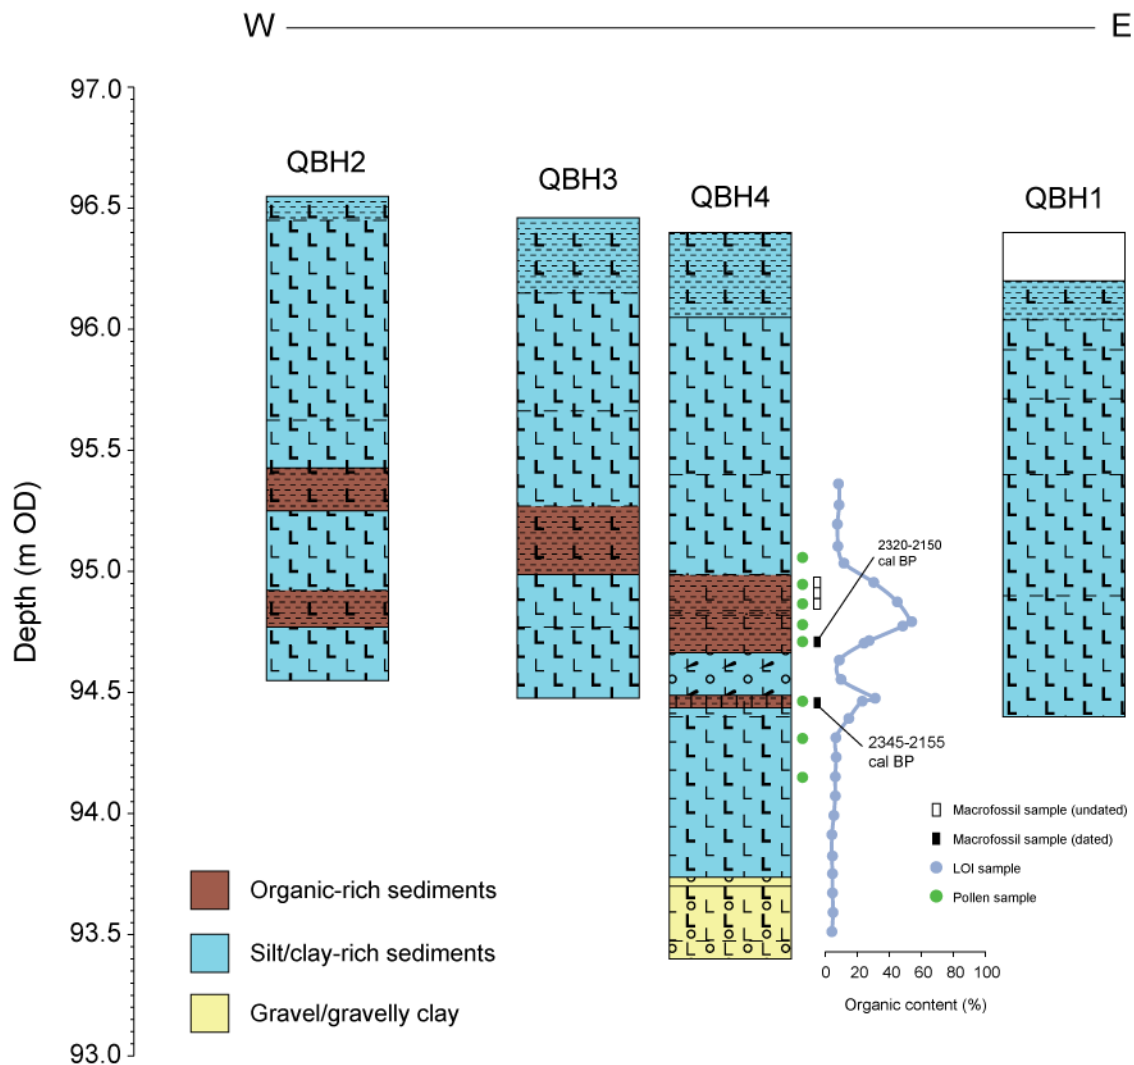 W E
97.0
96.5
96.0
95.5
95.0
94.5
94.0
93.5
93.0
Depth (m OD)
QBH2
QBH3
QBH4
QBH1
2320-2150
cal BP
2345-2155
cal BP
Macrofossil sample (undated)
Macrofossil sample (dated)
LOI sample
Pollen sample
0 20 40 60 80 100
Organic content (%)
Organic-rich sediments
Silt/clay-rich sediments
Gravel/gravelly clay